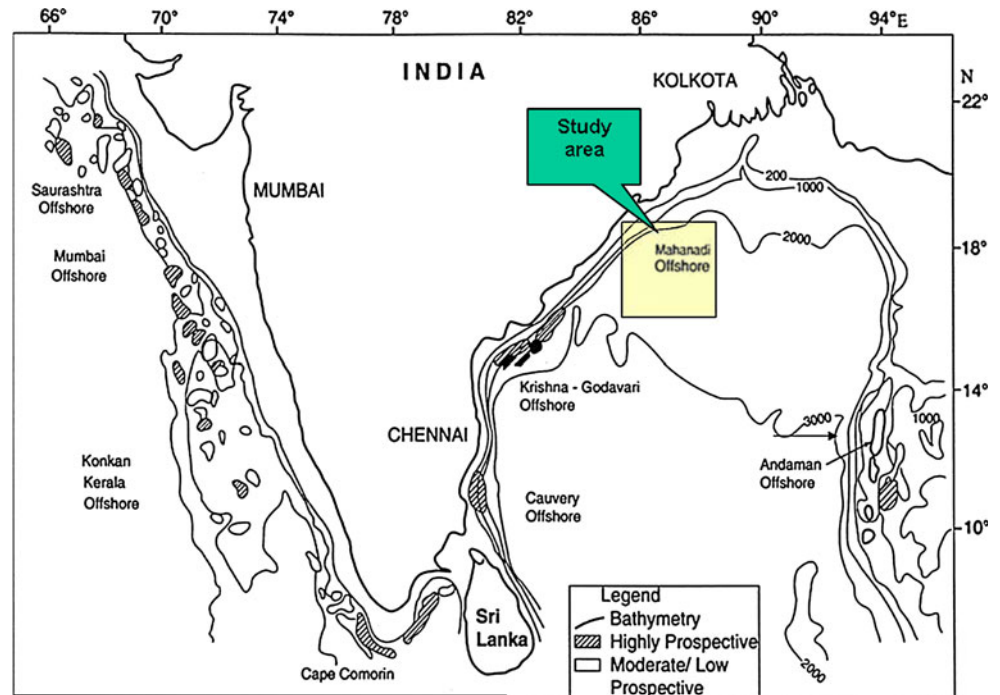 66° 70° 74° 78° 82° 86° 90° 94° E
INDIA
KOLKOTA
N
22°
Study
area
200
1000
Saurashtra
Offshore
MUMBAI
2000
Mumbai
Offshore
Mahanadi
Offshore
18°
Krishna - Godavari
Offshore
14°
3000
1000
CHENNAI
Konkan
Kerala
Offshore
Andaman
Offshore
Cauvery
Offshore
10°
Legend
Bathymetry
Highly Prospective
Moderate/ Low
Prospective
Sri
Lanka
2000
Cape Comorin